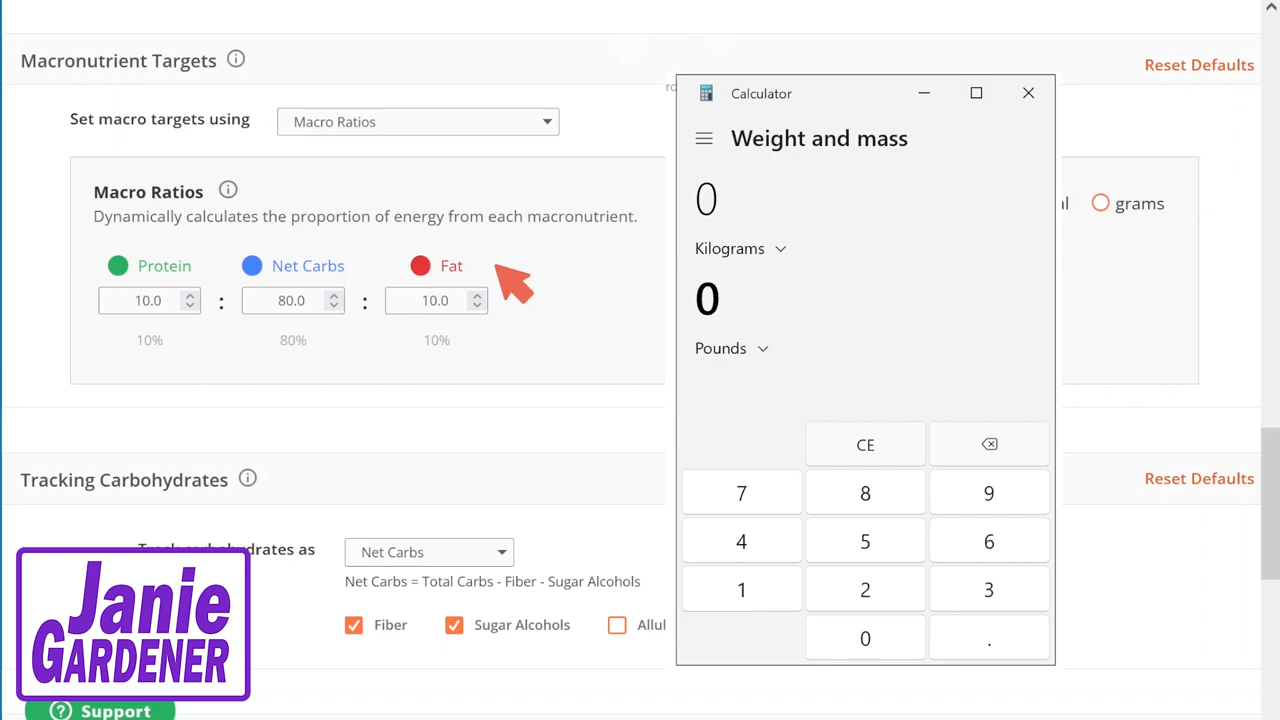 Macronutrient Targets
Reset Defaults
Set macro targets using
Macro Ratios
Macro Ratios
Dynamically calculates the proportion of energy from each macronutrient.
grams
Protein
Net Carbs
Fat
10.0 : 80.0 : 10.0
10%
80%
10%
Calculator
Weight and mass
0
Kilograms
0
Pounds
CE
7 8 9
4 5 6
1 2 3
0 .
Tracking Carbohydrates
Reset Defaults
Net Carbs
Net Carbs = Total Carbs - Fiber - Sugar Alcohols
Fiber
Sugar Alcohols
Janie
GARDENER
Support